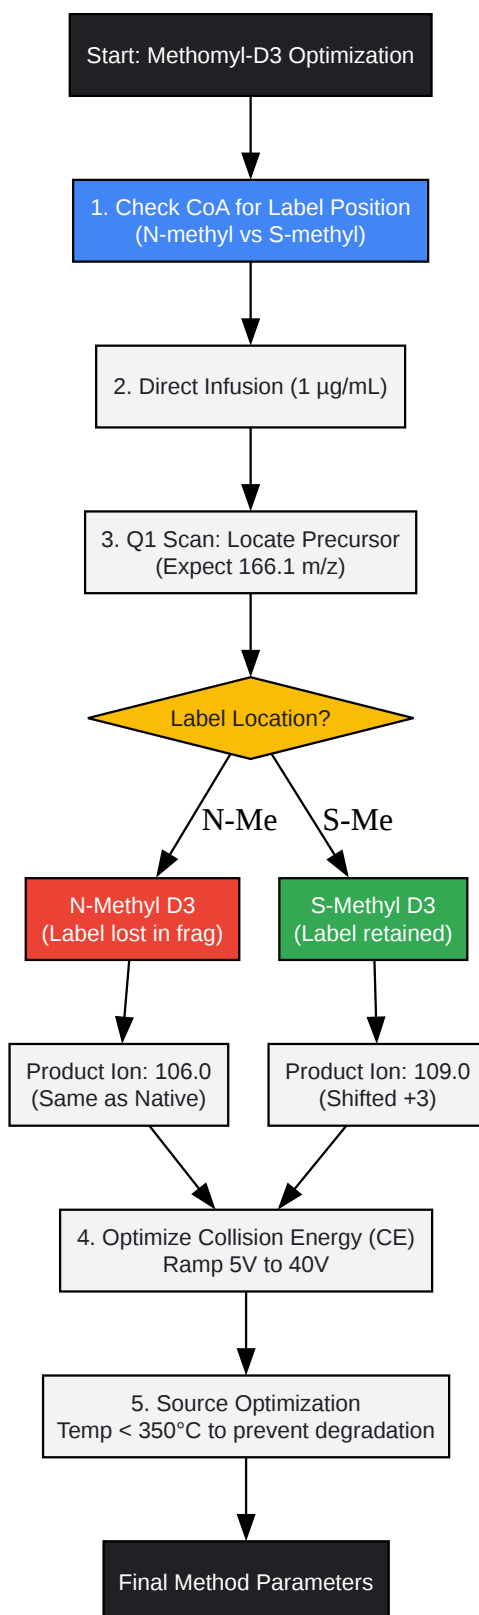 Start: Methomyl-D3 Optimization
1. Check CoA for Label Position
(N-methyl vs S-methyl)
2. Direct Infusion (1 µg/mL)
3. Q1 Scan: Locate Precursor
(Expect 166.1 m/z)
Label Location?
N-Me
S-Me
N-Methyl D3
(Label lost in frag)
S-Methyl D3
(Label retained)
Product Ion: 106.0
(Same as Native)
Product Ion: 109.0
(Shifted +3)
4. Optimize Collision Energy (CE)
Ramp 5V to 40V
5. Source Optimization
Temp < 350°C to prevent degradation
Final Method Parameters